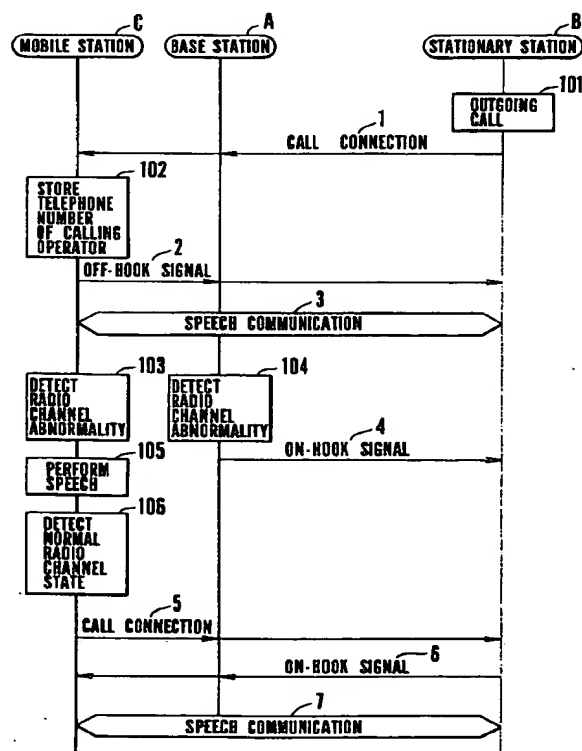 C
A
B
MOBILE STATION
BASE STATION
STATIONARY STATION
101
OUTGOING
CALL
1
CALL CONNECTION
102
STORE
TELEPHONE
NUMBER
OF CALLING
OPERATOR
2
OFF-HOOK SIGNAL
3
SPEECH COMMUNICATION
103
DETECT
RADIO
CHANNEL
ABNORMALITY
104
DETECT
RADIO
CHANNEL
ABNORMALITY
4
ON-HOOK SIGNAL
105
PERFORM
SPEECH
106
DETECT
NORMAL
RADIO
CHANNEL
STATE
5
CALL CONNECTION
6
ON-HOOK SIGNAL
7
SPEECH COMMUNICATION